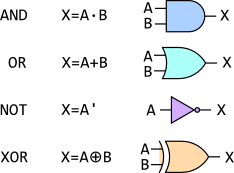 AND X=A·B A B X
OR X=A+B A B X
NOT X=A' A X
XOR X=A⊕B A B X